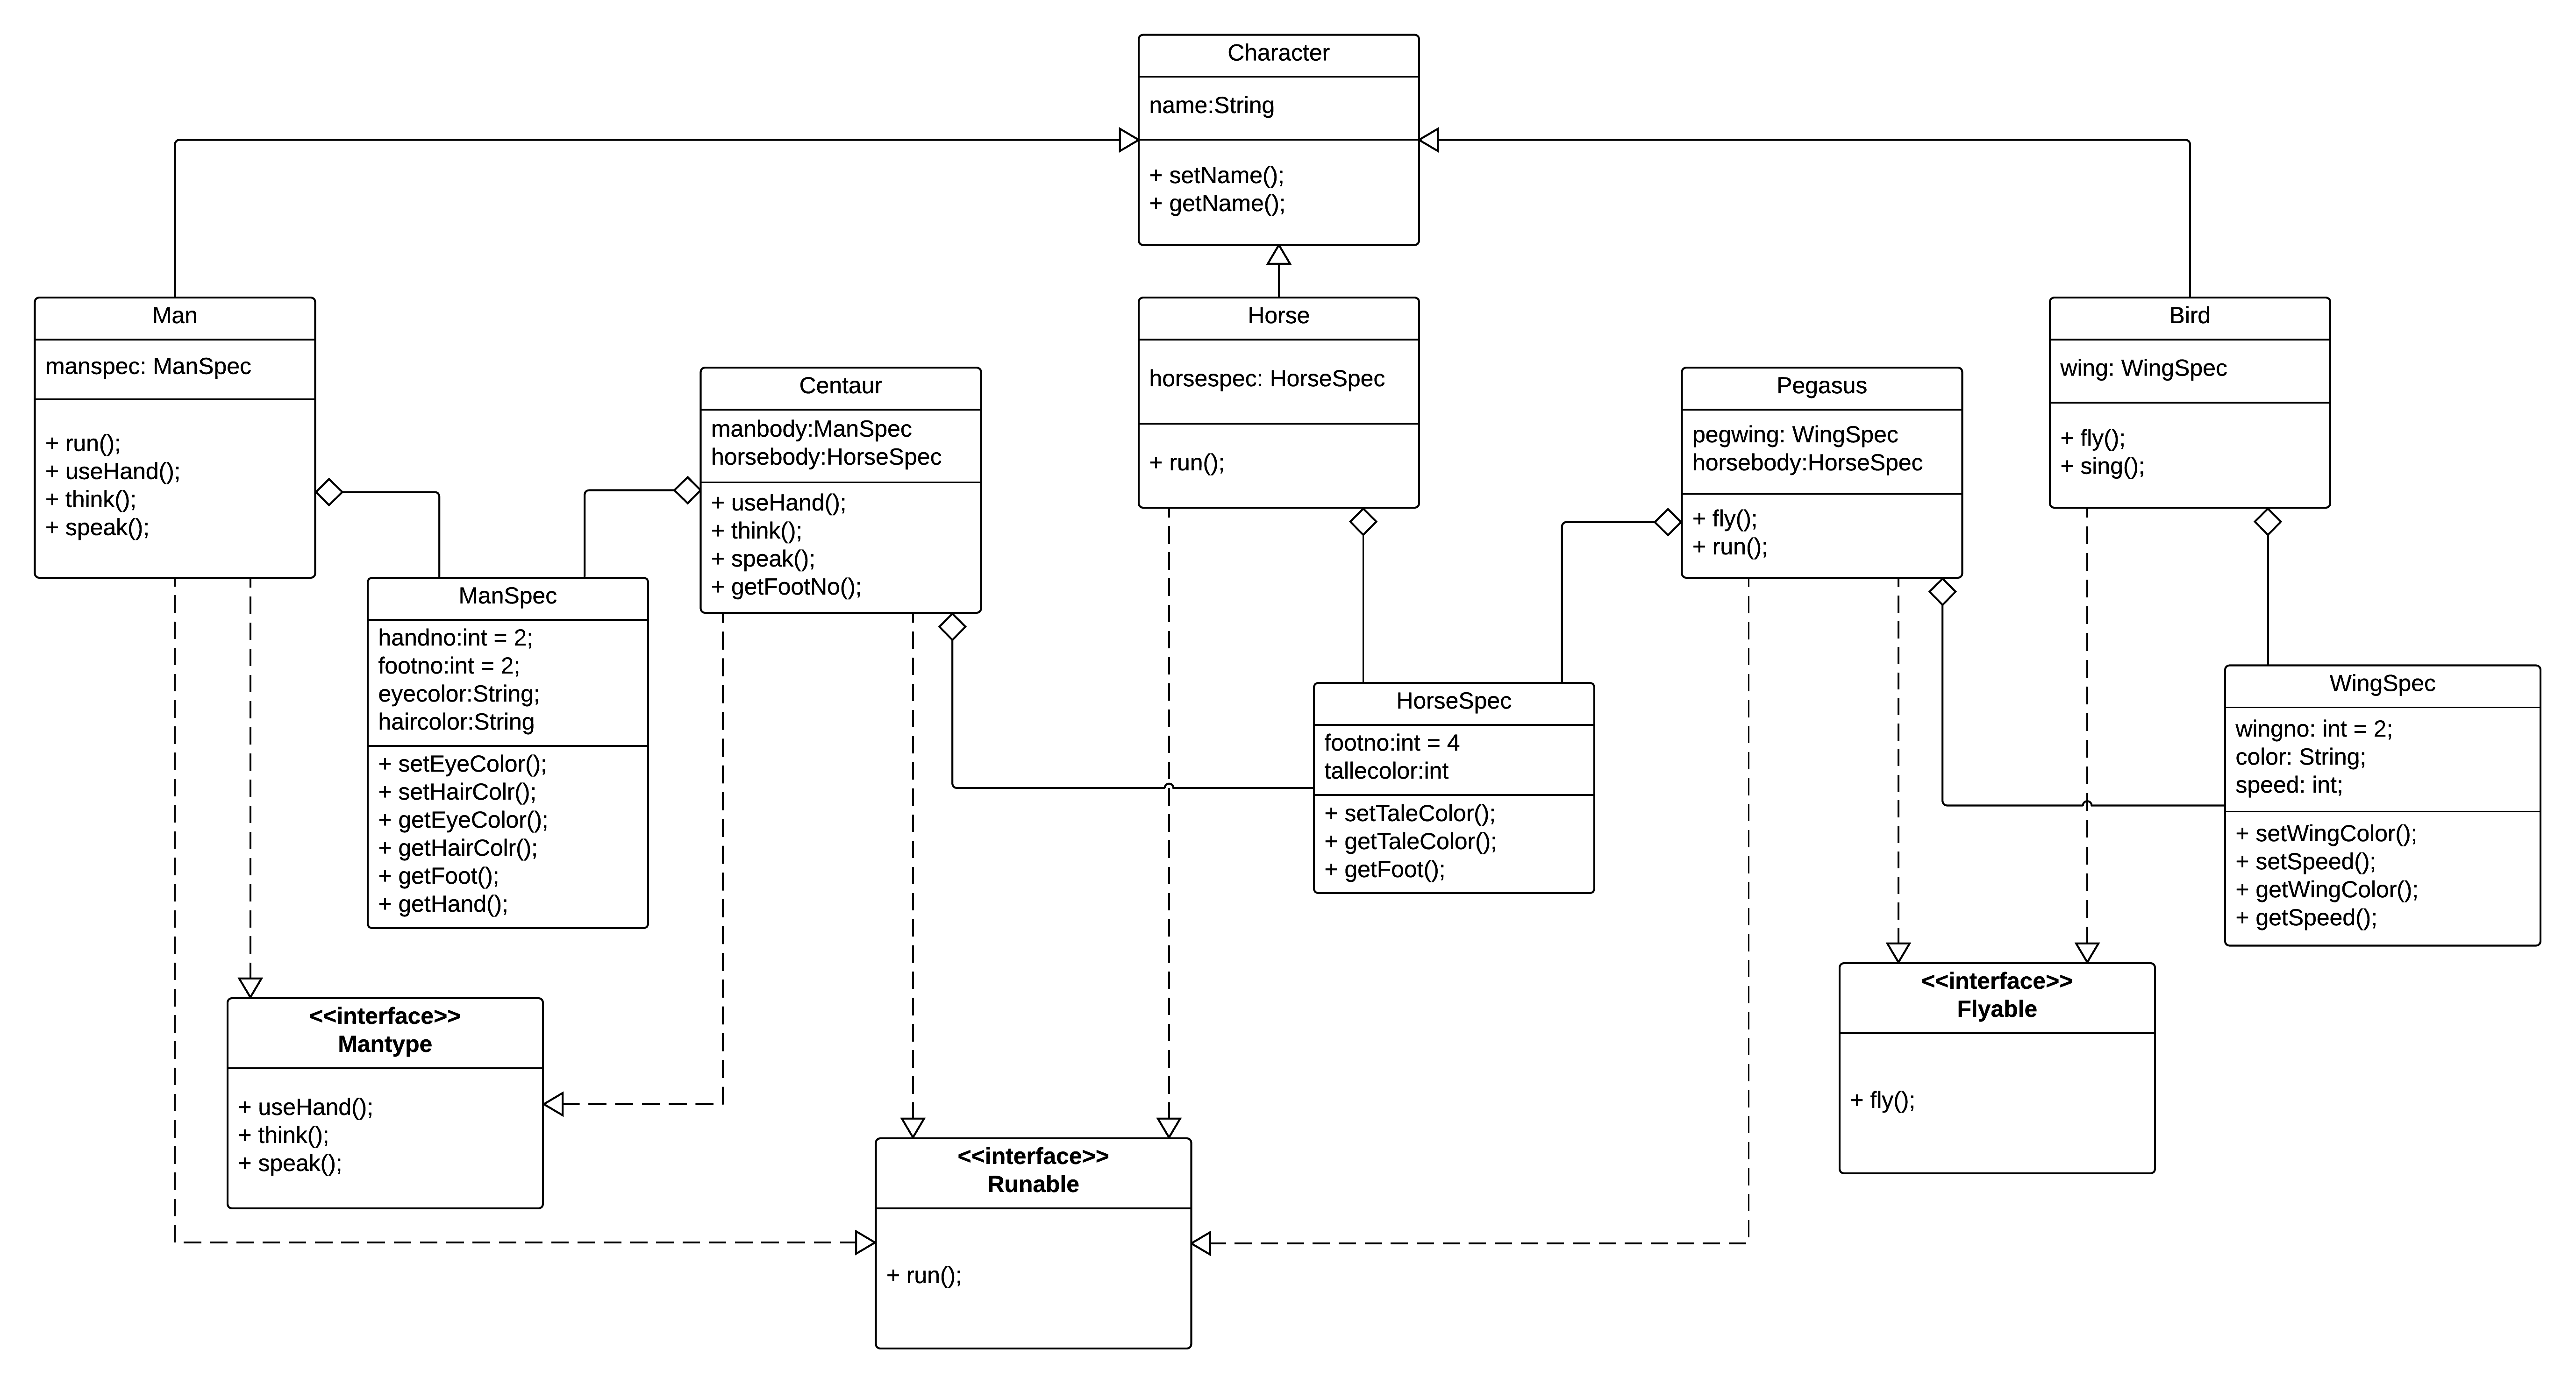 Character
name:String
+ setName();
+ getName();
Man
manspec: ManSpec
+ run();
+ useHand();
+ think();
+ speak();
Centaur
manbody:ManSpec
horsebody:HorseSpec
+ useHand();
+ think();
+ speak();
+ getFootNo();
Horse
horsespec: HorseSpec
+ run();
Pegasus
pegwing: WingSpec
horsebody:HorseSpec
+ fly();
+ run();
Bird
wing: WingSpec
+ fly();
+ sing();
ManSpec
handno:int = 2;
footno:int = 2;
eyecolor:String;
haircolor:String
+ setEyeColor();
+ setHairColr();
+ getEyeColor();
+ getHairColr();
+ getFoot();
+ getHand();
HorseSpec
footno:int = 4
tallecolor:int
+ setTaleColor();
+ getTaleColor();
+ getFoot();
WingSpec
wingno: int = 2;
color: String;
speed: int;
+ setWingColor();
+ setSpeed();
+ getWingColor();
+ getSpeed();
<<interface>>
Mantype
+ useHand();
+ think();
+ speak();
<<interface>>
Runable
+ run();
<<interface>>
Flyable
+ fly();